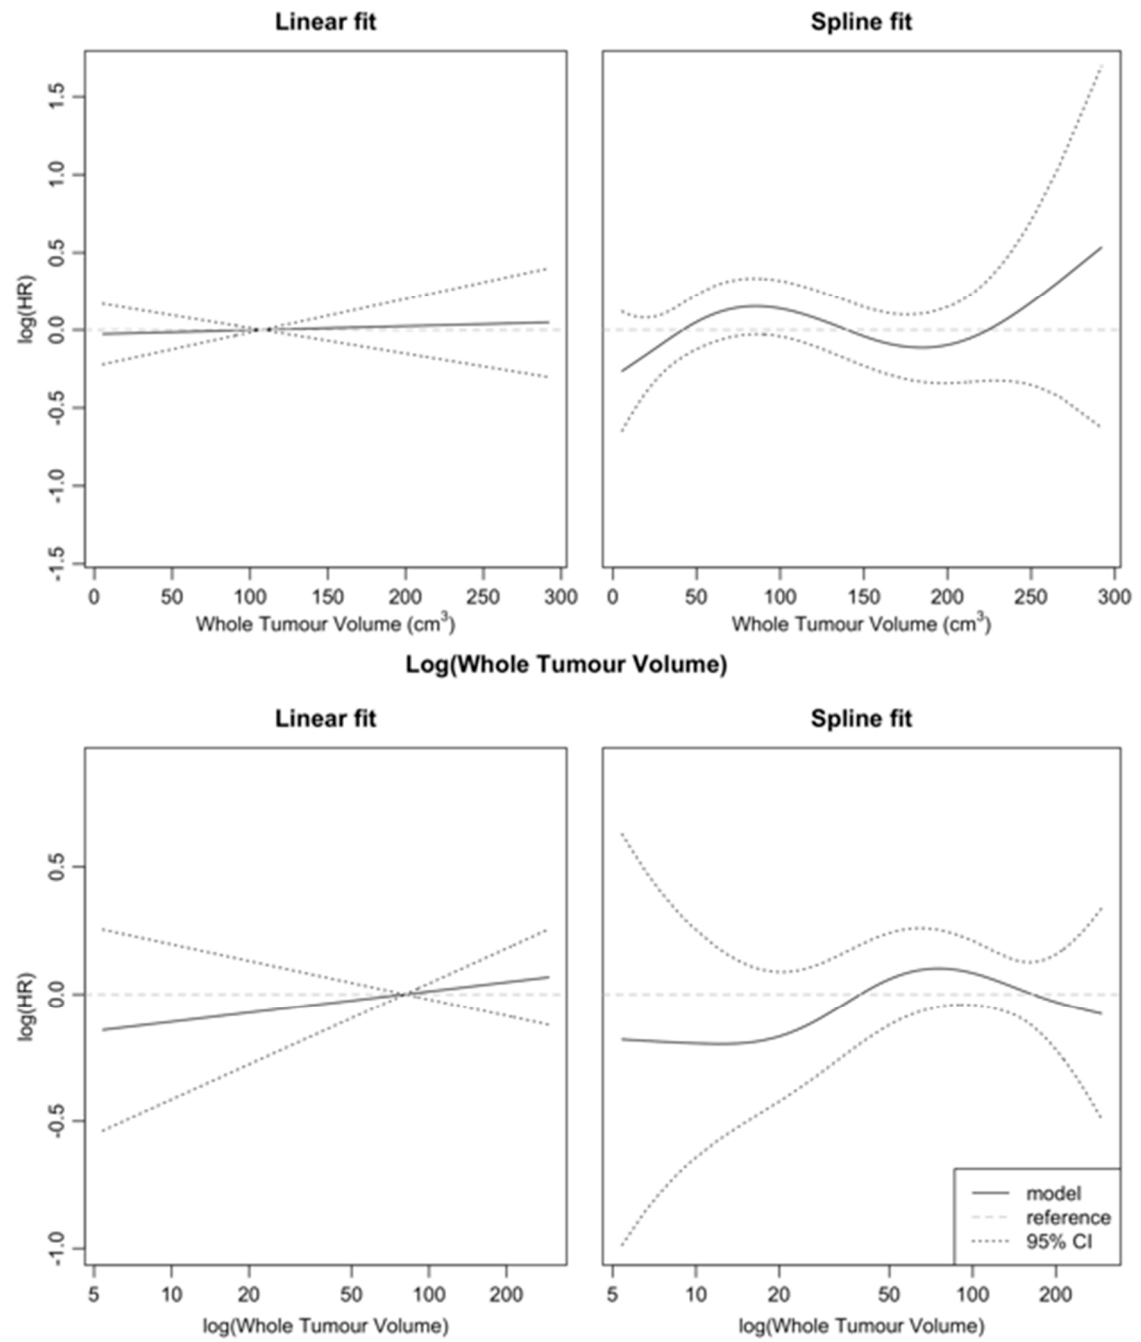 Linear fit
Spline fit
log(HR)
1.5
1.0
0.5
0.0
-0.5
-1.0
-1.5
0 50 100 150 200 250 300
0 50 100 150 200 250 300
Whole Tumour Volume (cm³)
Whole Tumour Volume (cm³)
Log(Whole Tumour Volume)
Linear fit
Spline fit
log(HR)
0.5
0.0
-0.5
-1.0
model
reference
95% CI
5 10 20 50 100 200
5 10 20 50 100 200
log(Whole Tumour Volume)
log(Whole Tumour Volume)